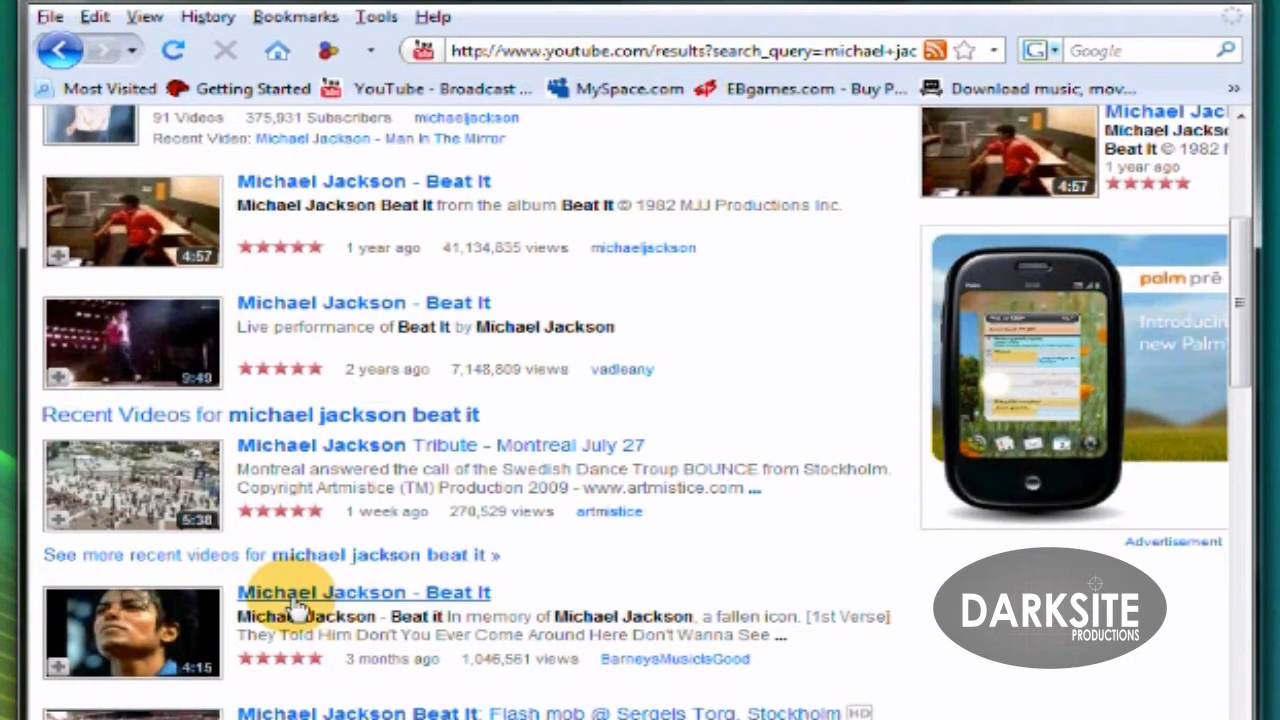 File Edit View History Bookmarks Tools Help
http://www.youtube.com/results?search_query=michael+jac
Google
Most Visited Getting Started YouTube - Broadcast ... MySpace.com EBgames.com - Buy P... Download music, mov... »
91 Videos 375,931 Subscribers michaeljackson
Recent Video: Michael Jackson - Man In The Mirror
Michael Jackson - Beat It
Michael Jackson Beat It from the album Beat It © 1982 MJJ Productions Inc.
4:57
1 year ago 41,134,835 views michaeljackson
Michael Jackson - Beat It
Live performance of Beat It by Michael Jackson
9:49
2 years ago 7,148,809 views vadleany
Recent Videos for michael jackson beat it
Michael Jackson Tribute - Montreal July 27
Montreal answered the call of the Swedish Dance Troup BOUNCE from Stockholm.
Copyright Artmistice (TM) Production 2009 - www.artmistice.com ...
5:38
1 week ago 270,529 views artmistice
See more recent videos for michael jackson beat it »
Michael Jackson - Beat It
Michael Jackson - Beat it In memory of Michael Jackson, a fallen icon. [1st Verse]
They Told Him Don't You Ever Come Around Here Don't Wanna See ...
4:15
3 months ago 1,046,561 views BarneysMusicIsGood
Michael Jackson Beat It: Flash mob @ Sergels Torg, Stockholm HD
Michael Jac
Michael Jackso
Beat It © 1982 M
1 year ago
4:57
palm prē
Introducin
new Palm
Advertisement
DARKSITE
PRODUCTIONS